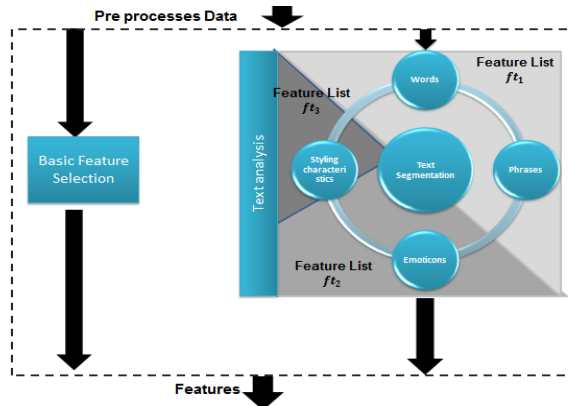 Pre processes Data
Feature List
ft₁
Words
Feature List
ft₃
Basic Feature
Selection
Text analysis
Styling
characteri
stics
Text
Segmentation
Phrases
Emoticons
Feature List
ft₂
Features